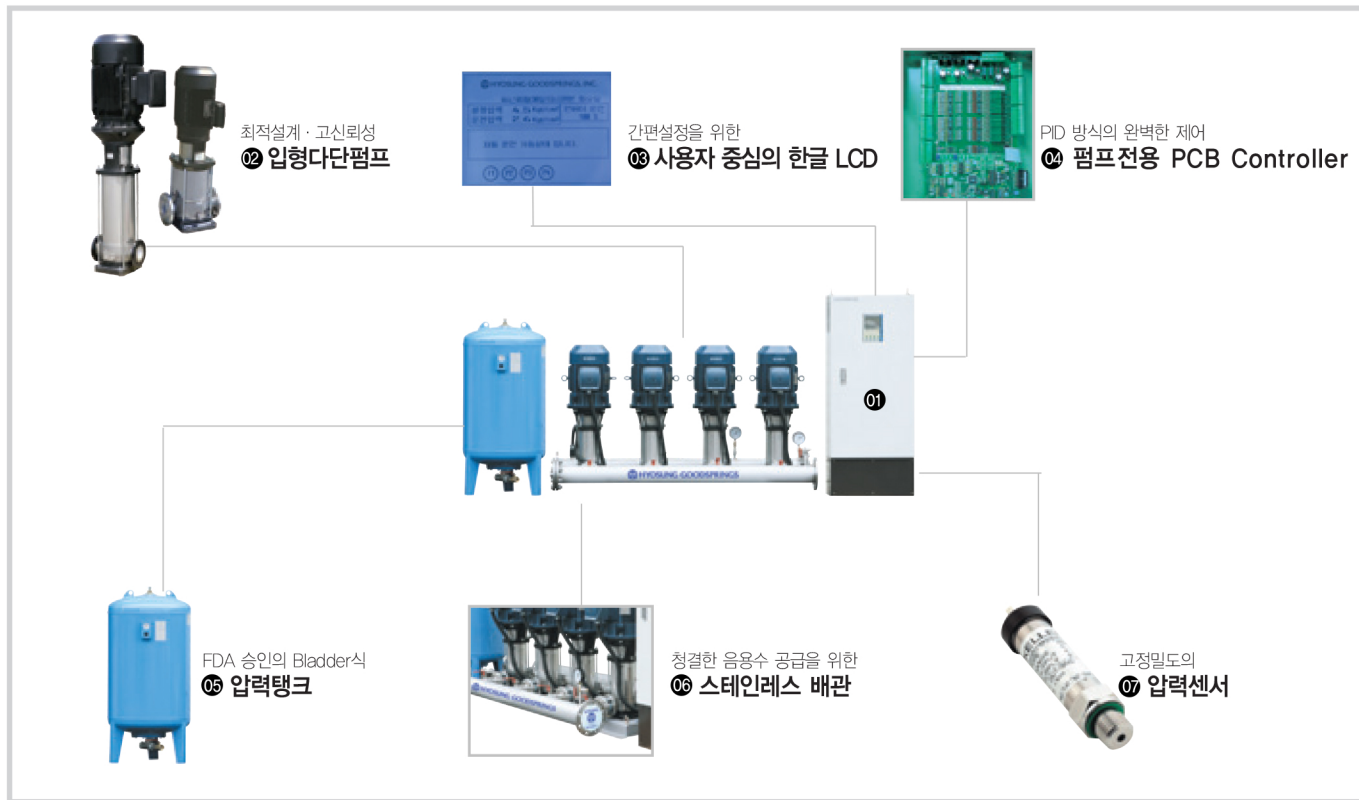 최적설계 · 고신뢰성
02 입형다단펌프
HYOSUNG GOODSPRINGS, INC.
간편설정을 위한
03 사용자 중심의 한글 LCD
PID 방식의 완벽한 제어
04 펌프전용 PCB Controller
01
HYOSUNG GOODSPRINGS
FDA 승인의 Bladder식
05 압력탱크
HYOSUNG GOODSPRINGS
청결한 음용수 공급을 위한
06 스테인레스 배관
고정밀도의
07 압력센서